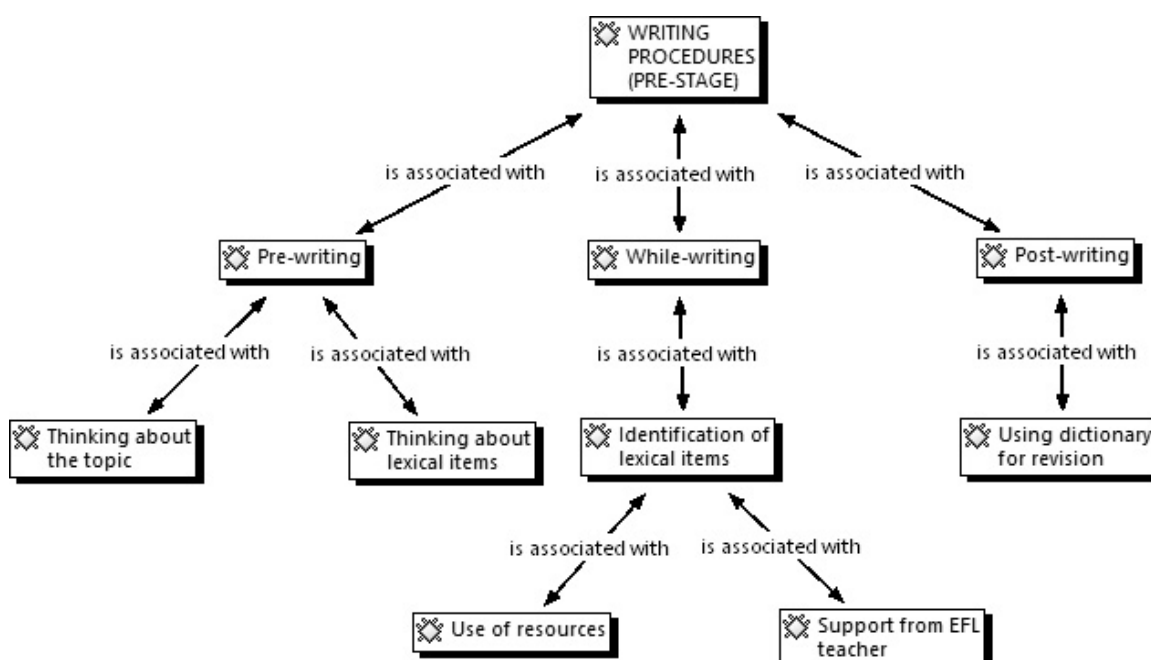 WRITING
PROCEDURES
(PRE-STAGE)
is associated with
is associated with
is associated with
Pre-writing
While-writing
Post-writing
is associated with
is associated with
is associated with
is associated with
Thinking about
the topic
Thinking about
lexical items
Identification of
lexical items
Using dictionary
for revision
is associated with
is associated with
Use of resources
Support from EFL
teacher